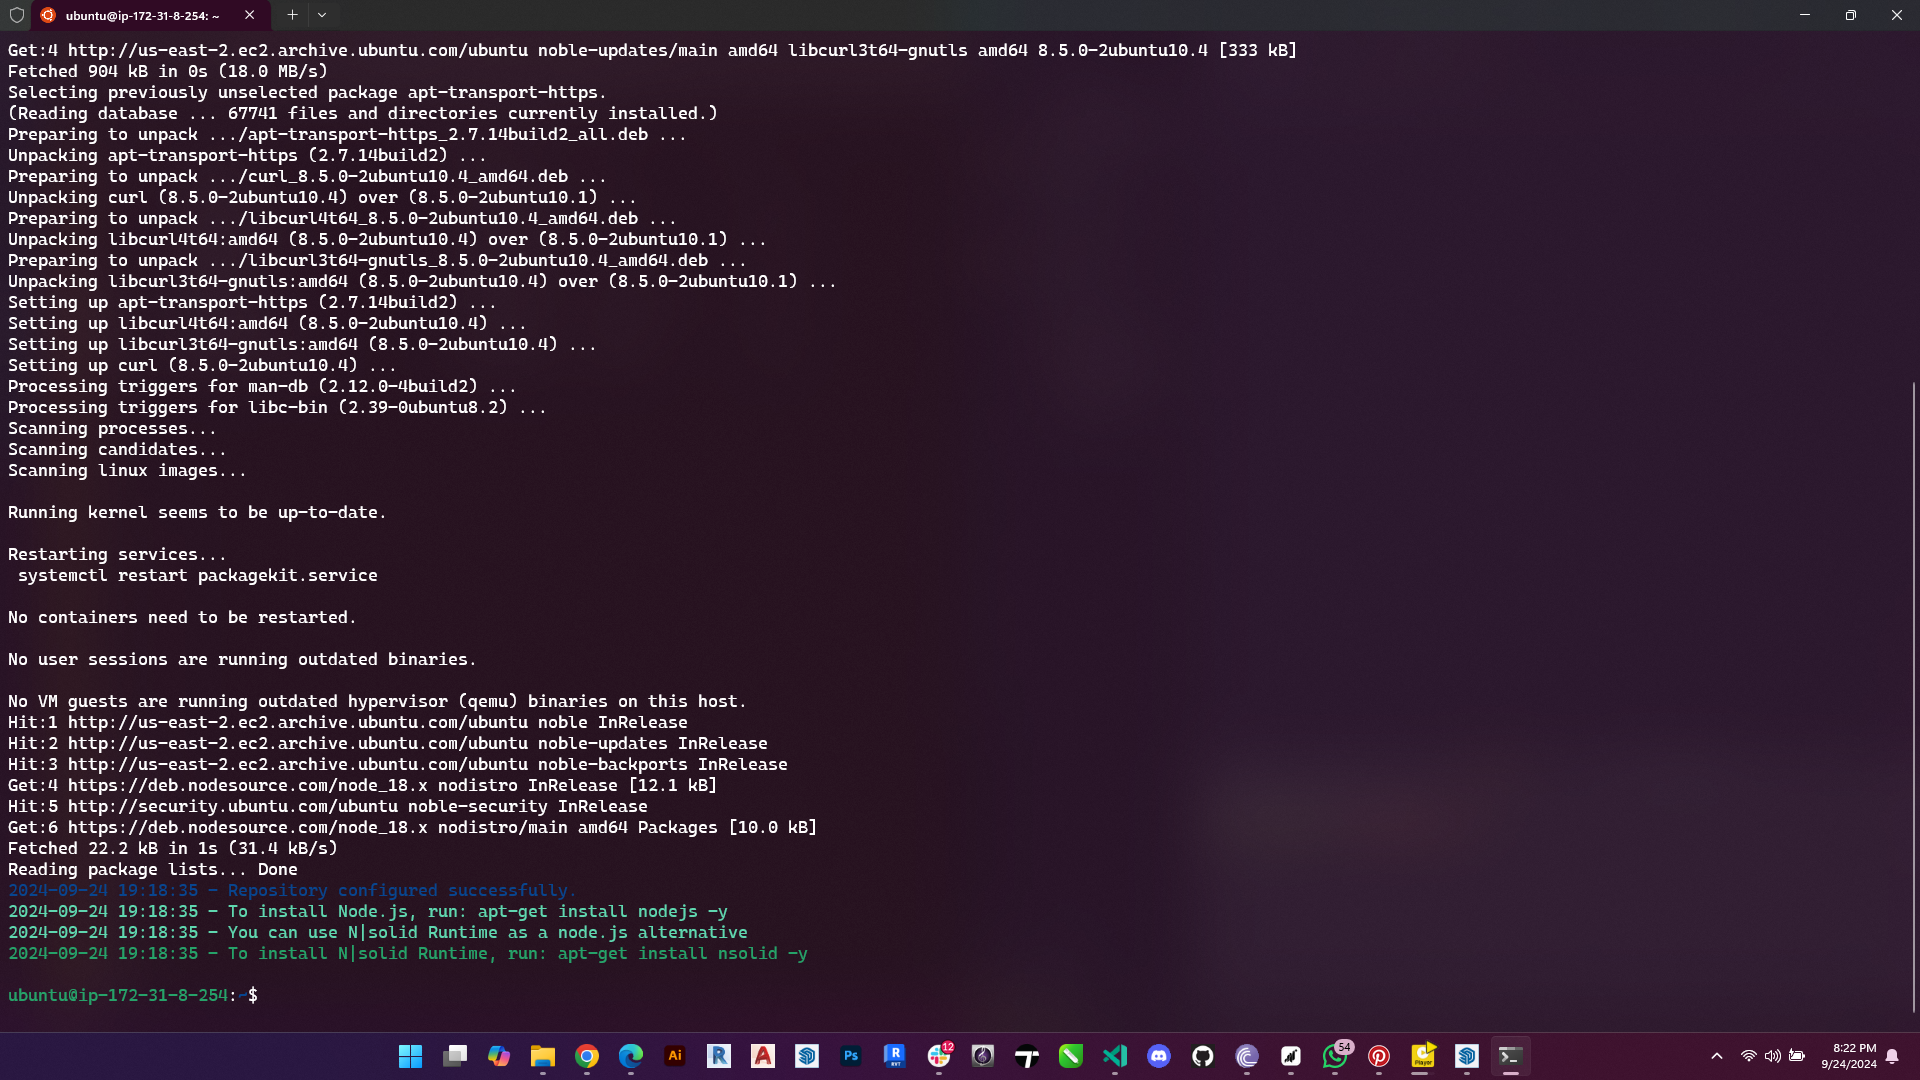 ubuntu@ip-172-31-8-254: ~
Get:4 http://us-east-2.ec2.archive.ubuntu.com/ubuntu noble-updates/main amd64 libcurl3t64-gnutls amd64 8.5.0-2ubuntu10.4 [333 kB]
Fetched 904 kB in 0s (18.0 MB/s)
Selecting previously unselected package apt-transport-https.
(Reading database ... 67741 files and directories currently installed.)
Preparing to unpack .../apt-transport-https_2.7.14build2_all.deb ...
Unpacking apt-transport-https (2.7.14build2) ...
Preparing to unpack .../curl_8.5.0-2ubuntu10.4_amd64.deb ...
Unpacking curl (8.5.0-2ubuntu10.4) over (8.5.0-2ubuntu10.1) ...
Preparing to unpack .../libcurl4t64_8.5.0-2ubuntu10.4_amd64.deb ...
Unpacking libcurl4t64:amd64 (8.5.0-2ubuntu10.4) over (8.5.0-2ubuntu10.1) ...
Preparing to unpack .../libcurl3t64-gnutls_8.5.0-2ubuntu10.4_amd64.deb ...
Unpacking libcurl3t64-gnutls:amd64 (8.5.0-2ubuntu10.4) over (8.5.0-2ubuntu10.1) ...
Setting up apt-transport-https (2.7.14build2) ...
Setting up libcurl4t64:amd64 (8.5.0-2ubuntu10.4) ...
Setting up libcurl3t64-gnutls:amd64 (8.5.0-2ubuntu10.4) ...
Setting up curl (8.5.0-2ubuntu10.4) ...
Processing triggers for man-db (2.12.0-4build2) ...
Processing triggers for libc-bin (2.39-0ubuntu8.2) ...
Scanning processes...
Scanning candidates...
Scanning linux images...
Running kernel seems to be up-to-date.
Restarting services...
systemctl restart packagekit.service
No containers need to be restarted.
No user sessions are running outdated binaries.
No VM guests are running outdated hypervisor (qemu) binaries on this host.
Hit:1 http://us-east-2.ec2.archive.ubuntu.com/ubuntu noble InRelease
Hit:2 http://us-east-2.ec2.archive.ubuntu.com/ubuntu noble-updates InRelease
Hit:3 http://us-east-2.ec2.archive.ubuntu.com/ubuntu noble-backports InRelease
Get:4 https://deb.nodesource.com/node_18.x nodistro InRelease [12.1 kB]
Hit:5 http://security.ubuntu.com/ubuntu noble-security InRelease
Get:6 https://deb.nodesource.com/node_18.x nodistro/main amd64 Packages [10.0 kB]
Fetched 22.2 kB in 1s (31.4 kB/s)
Reading package lists... Done
2024-09-24 19:18:35 - Repository configured successfully.
2024-09-24 19:18:35 - To install Node.js, run: apt-get install nodejs -y
2024-09-24 19:18:35 - You can use N|solid Runtime as a node.js alternative
2024-09-24 19:18:35 - To install N|solid Runtime, run: apt-get install nsolid -y
ubuntu@ip-172-31-8-254:~$
Ai
R
A
Ps
R
RVT
12
54
Player
8:22 PM
9/24/2024